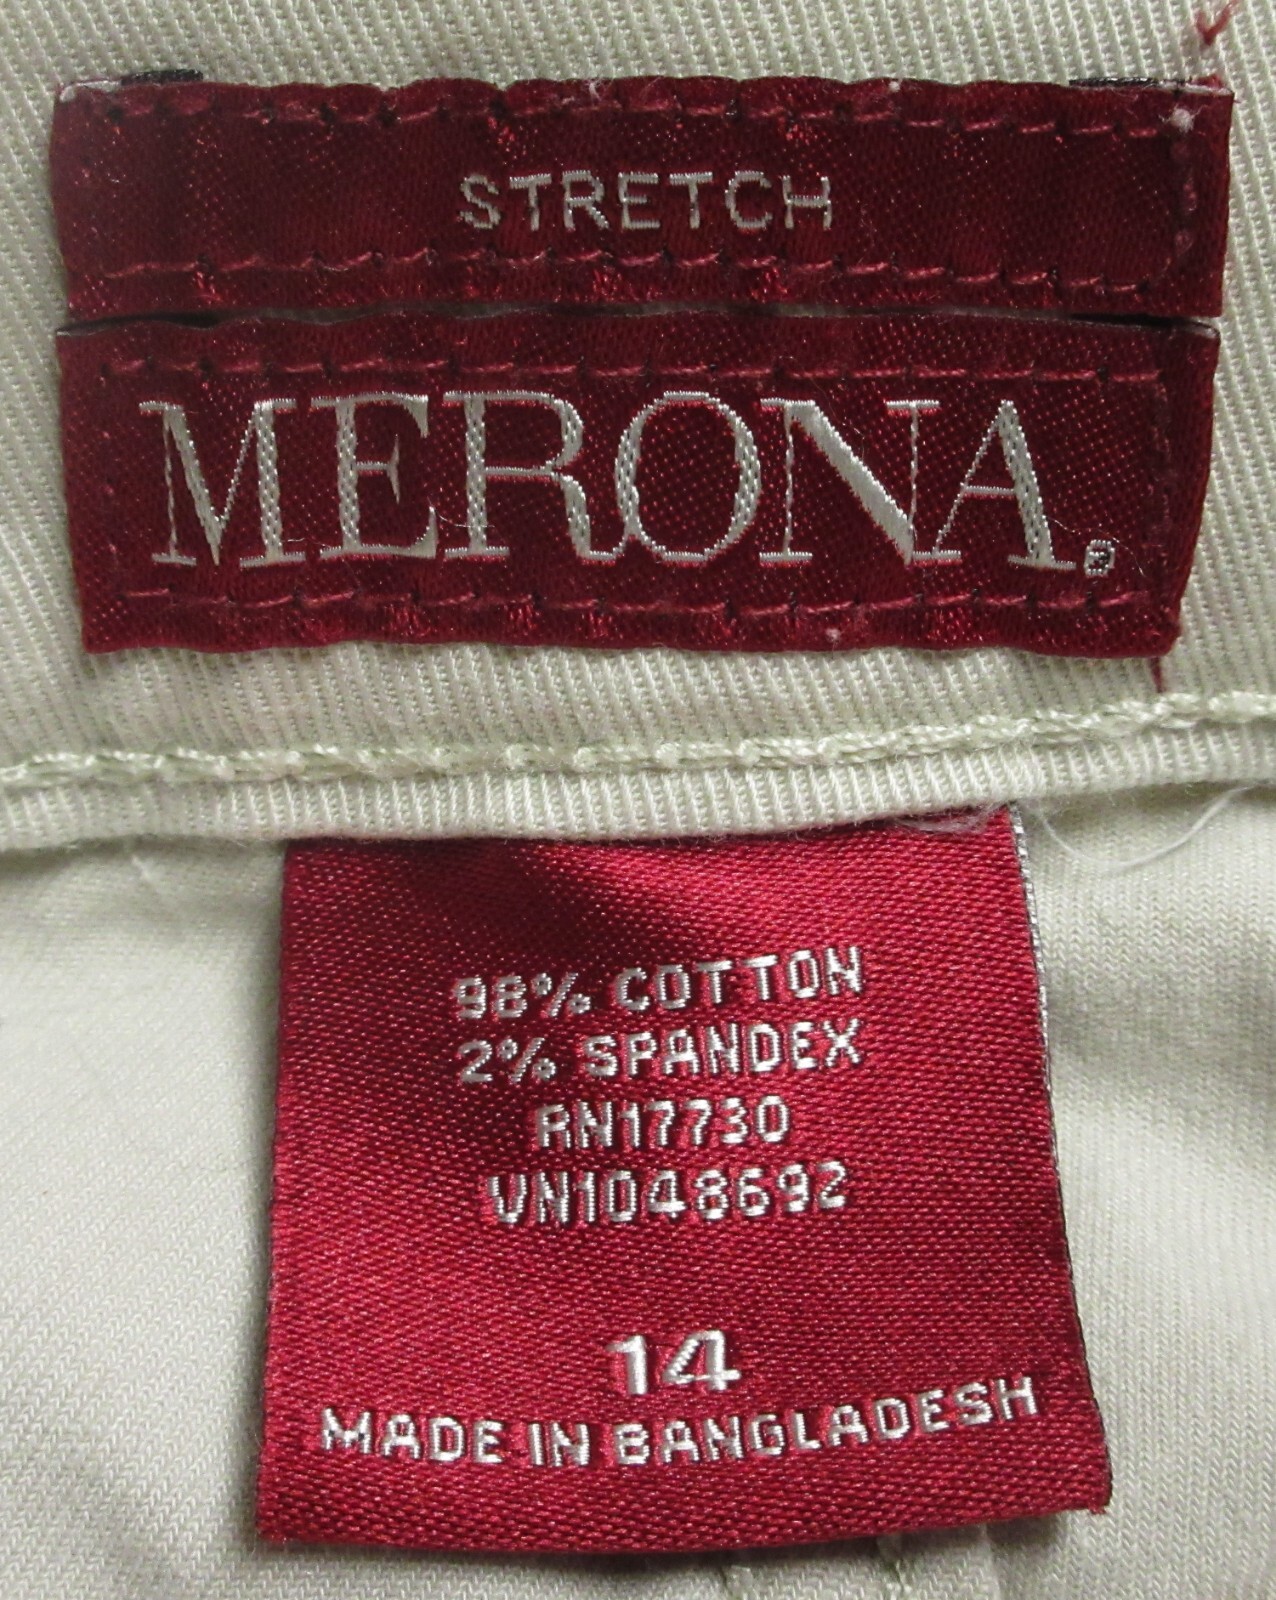 STRETCH
MERONA®
98% COTTON
2% SPANDEX
RN17730
VN1048692
14
MADE IN BANGLADESH